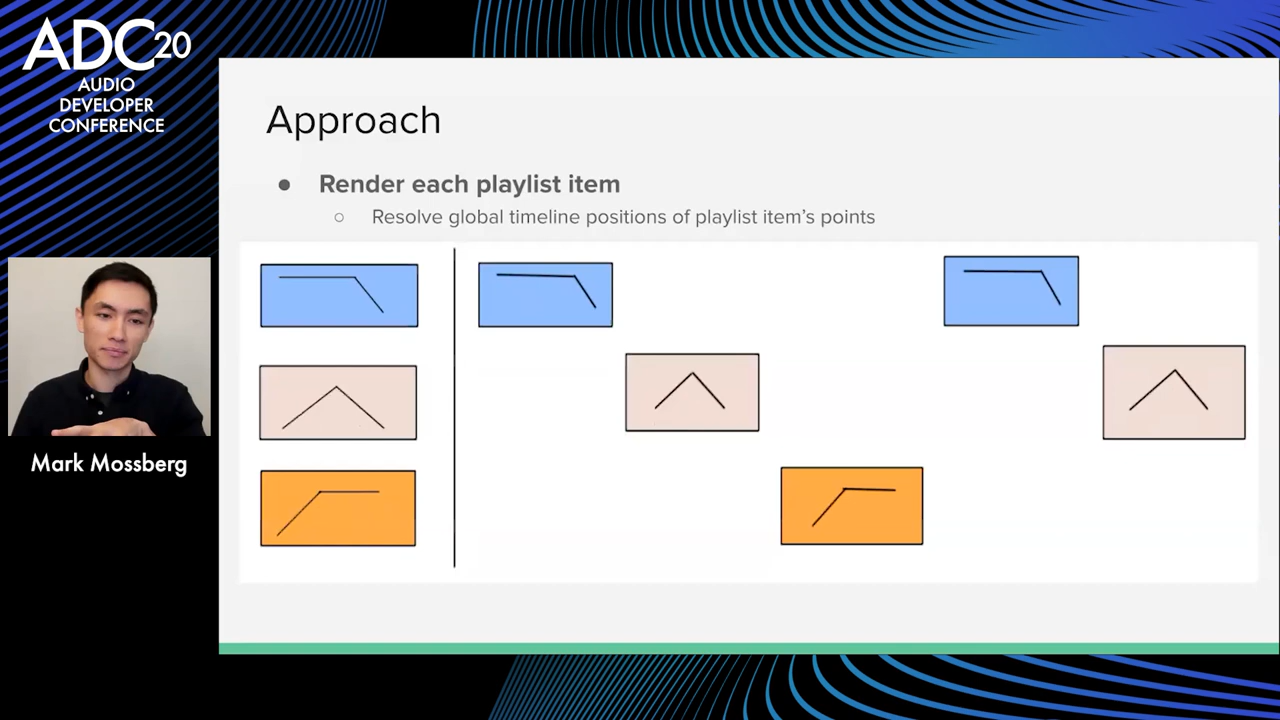 ADC20
AUDIO
DEVELOPER
CONFERENCE
Approach
● Render each playlist item
○ Resolve global timeline positions of playlist item's points
Mark Mossberg